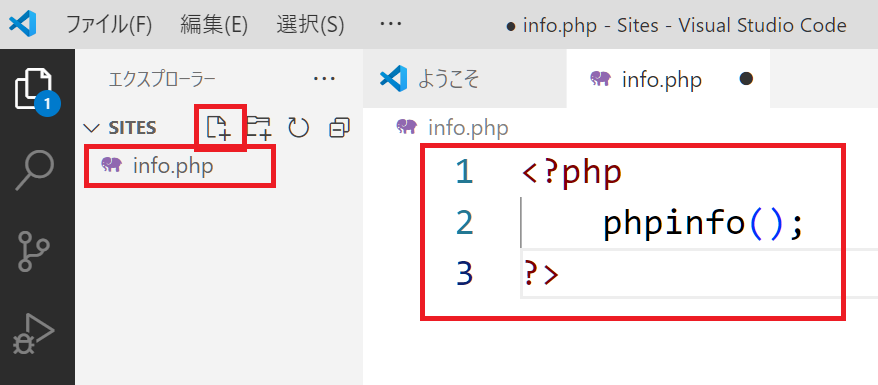 ファイル(F) 編集(E) 選択(S) ··· ● info.php - Sites - Visual Studio Code
エクスプローラー ···
ようこそ
info.php ●
1
SITES
info.php
info.php
1 <?php
2 phpinfo();
3 ?>